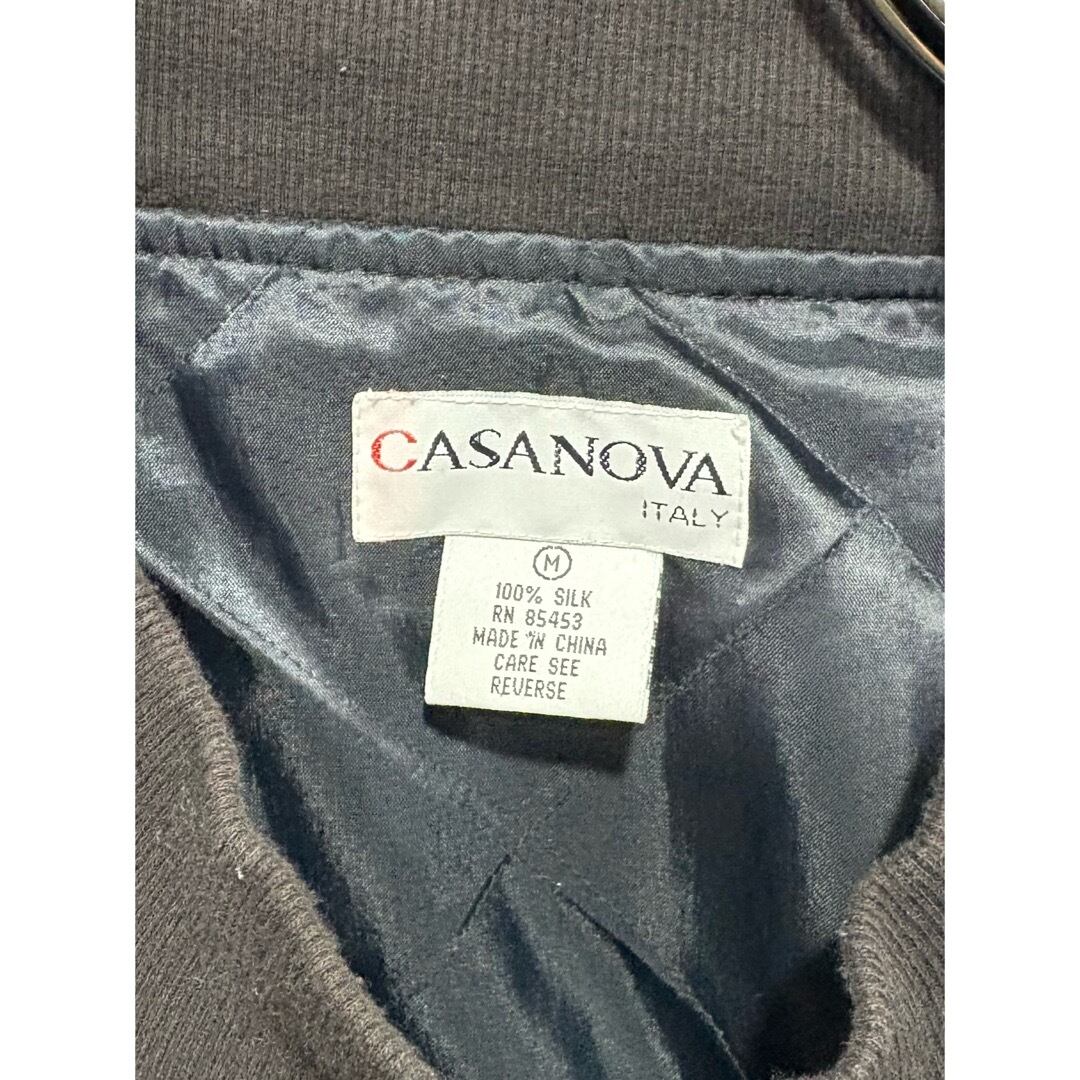 CASANOVA
ITALY
M
100% SILK
RN 85453
MADE IN CHINA
CARE SEE
REVERSE